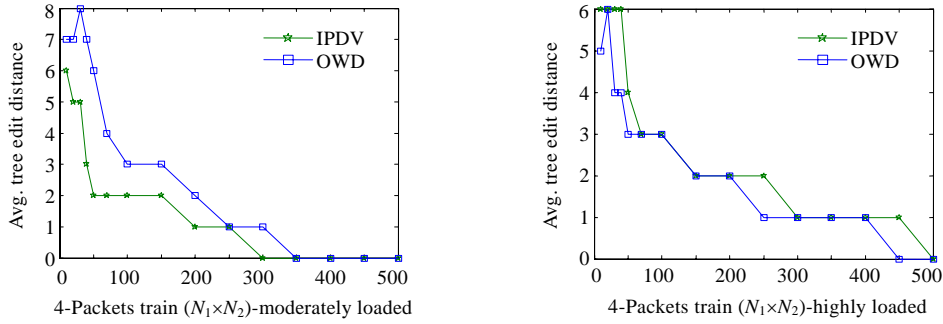 8
7
6
5
4
3
2
1
0
Avg. tree edit distance
IPDV
OWD
0 100 200 300 400 500
4-Packets train (N₁×N₂)-moderately loaded
6
5
4
3
2
1
0
Avg. tree edit distance
IPDV
OWD
0 100 200 300 400 500
4-Packets train (N₁×N₂)-highly loaded